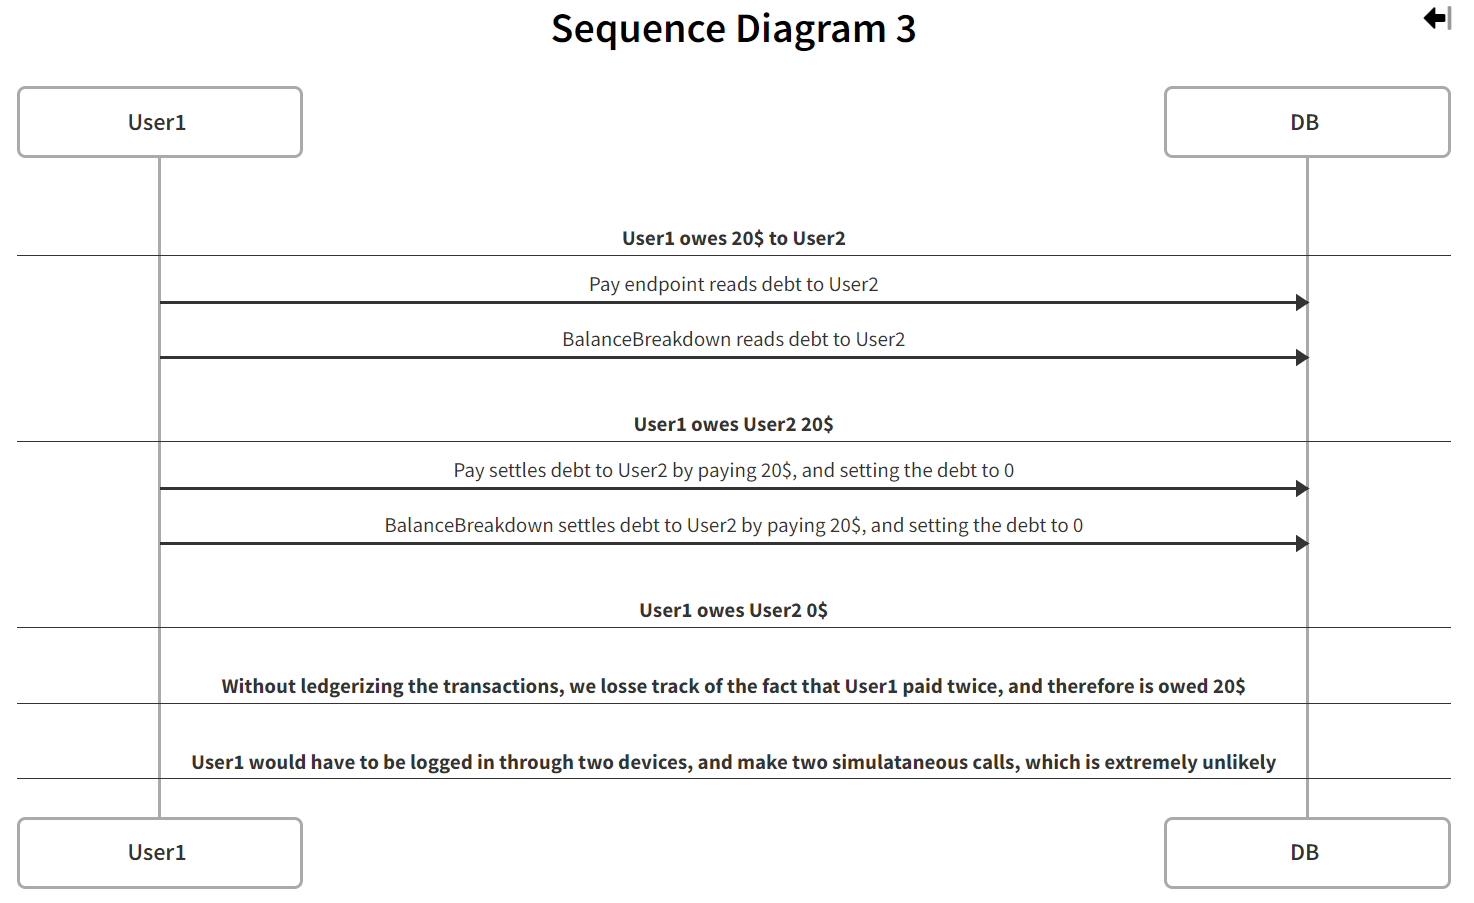 Sequence Diagram 3
User1
DB
User1 owes 20$ to User2
Pay endpoint reads debt to User2
BalanceBreakdown reads debt to User2
User1 owes User2 20$
Pay settles debt to User2 by paying 20$, and setting the debt to 0
BalanceBreakdown settles debt to User2 by paying 20$, and setting the debt to 0
User1 owes User2 0$
Without ledgerizing the transactions, we losse track of the fact that User1 paid twice, and therefore is owed 20$
User1 would have to be logged in through two devices, and make two simulataneous calls, which is extremely unlikely
User1
DB